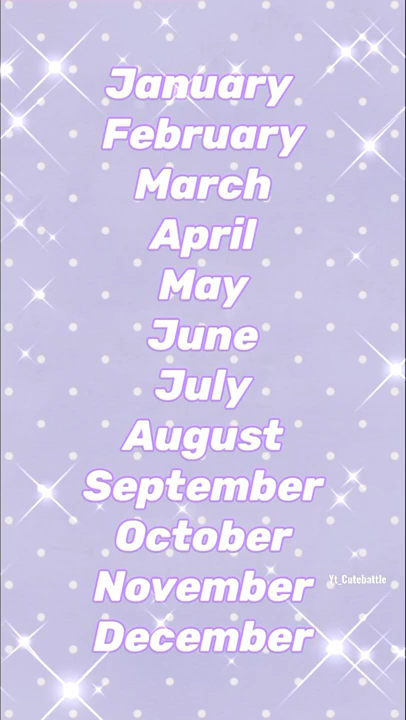 January
February
March
April
May
June
July
August
September
October
Yt_Cutebattle
November
December